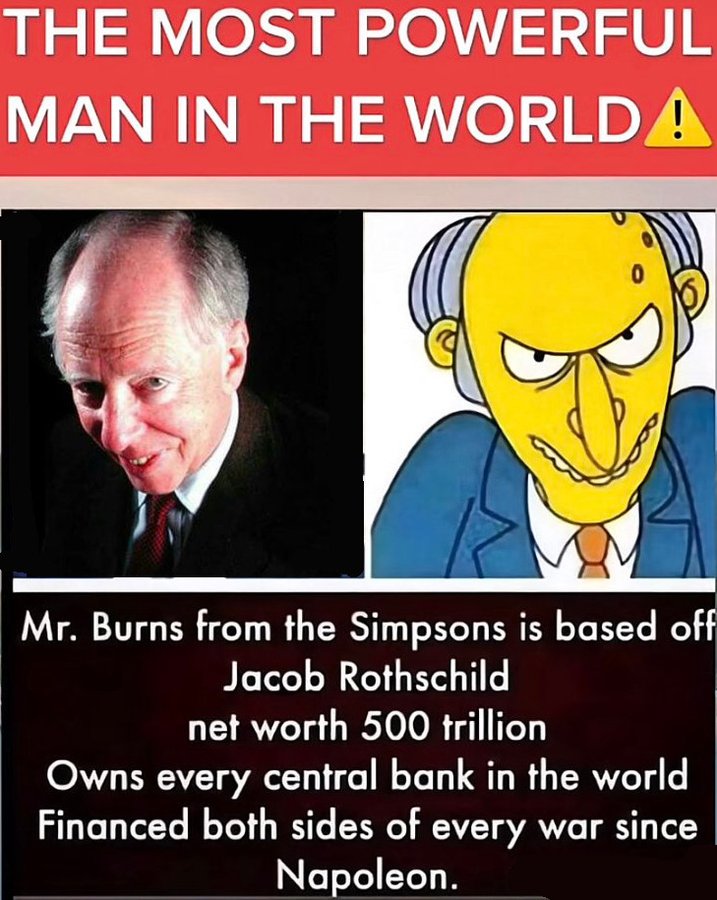 THE MOST POWERFUL
MAN IN THE WORLD⚠️
Mr. Burns from the Simpsons is based off
Jacob Rothschild
net worth 500 trillion
Owns every central bank in the world
Financed both sides of every war since
Napoleon.